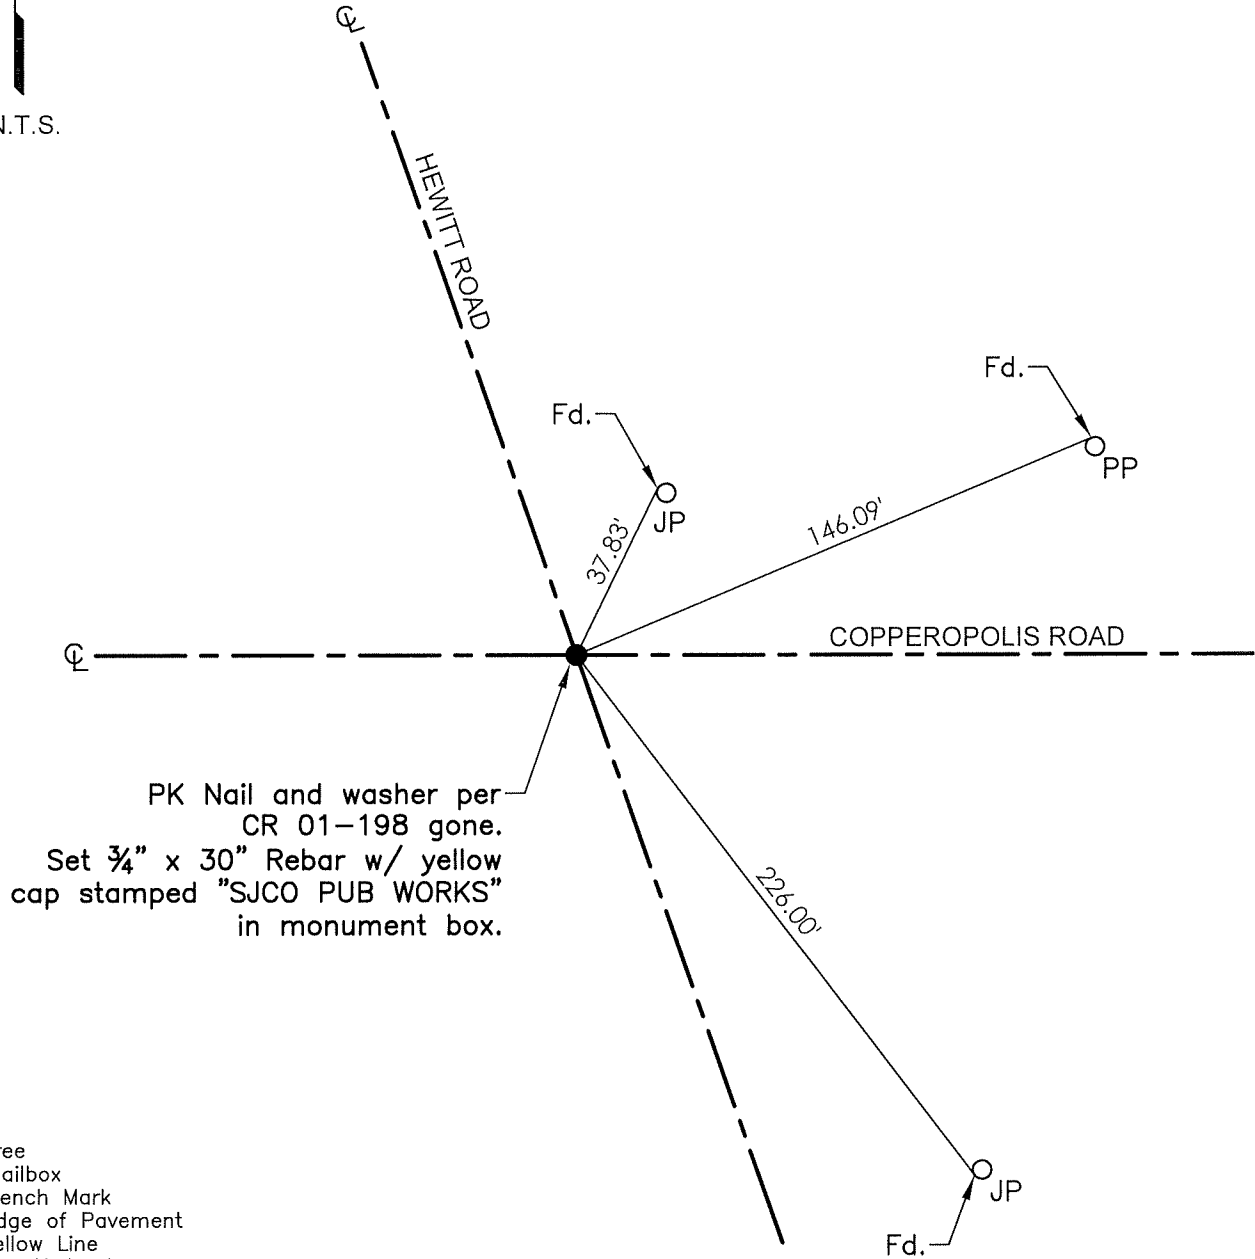 ℄
N.T.S.
HEWITT ROAD
Fd.
PP
Fd.
JP
146.09'
37.83'
COPPEROPOLIS ROAD
℄
PK Nail and washer per
CR 01-198 gone.
Set ¾" x 30" Rebar w/ yellow
cap stamped "SJCO PUB WORKS"
in monument box.
226.00'
ree
ailbox
ench Mark
dge of Pavement
ellow Line
JP
Fd.